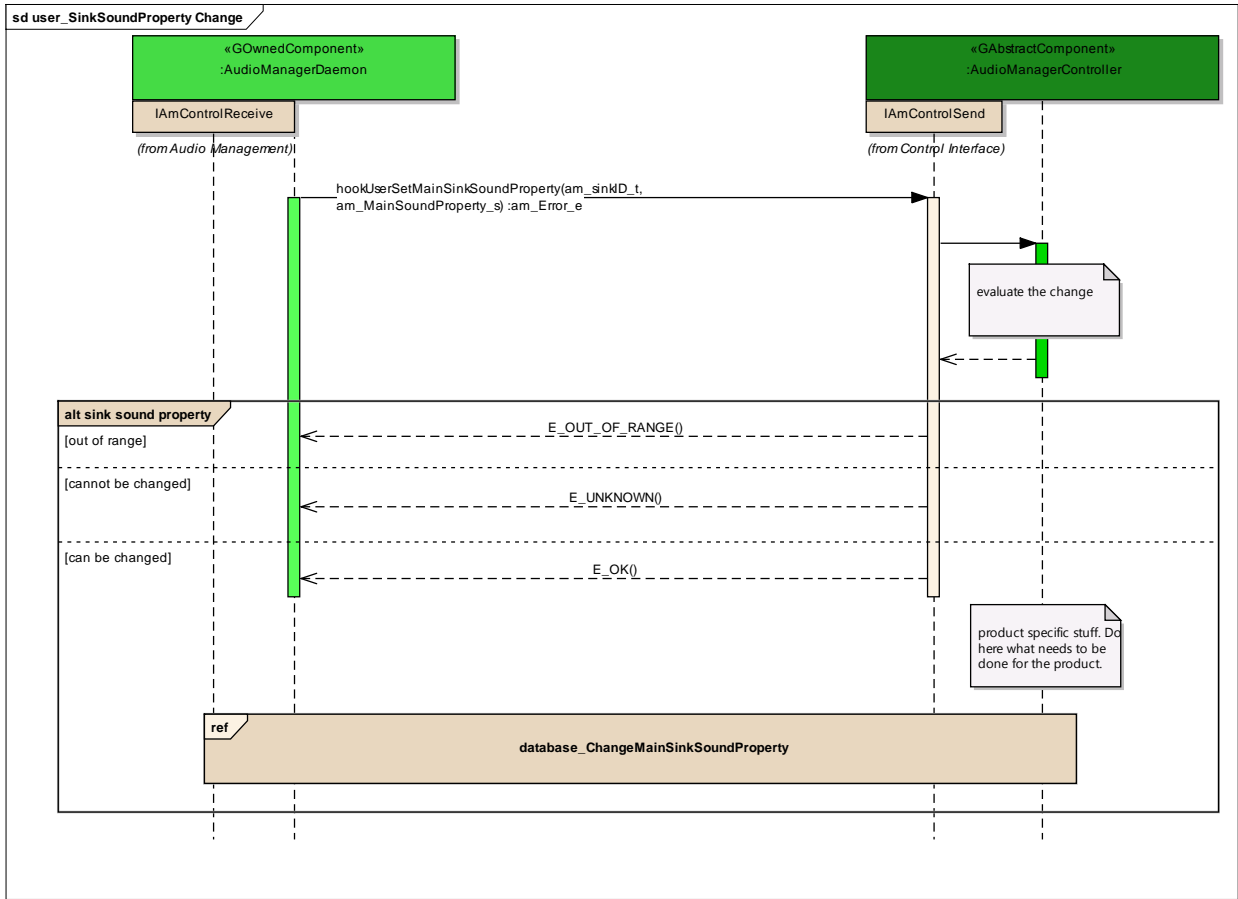 sd user_SinkSoundProperty Change
«GOwnedComponent»
:AudioManagerDaemon
«GAbstractComponent»
:AudioManagerController
IAmControlReceive
IAmControlSend
(from Audio Management)
(from Control Interface)
hookUserSetMainSinkSoundProperty(am_sinkID_t,
am_MainSoundProperty_s) :am_Error_e
evaluate the change
alt sink sound property
[out of range]
E_OUT_OF_RANGE()
[cannot be changed]
E_UNKNOWN()
[can be changed]
E_OK()
product specific stuff. Do
here what needs to be
done for the product.
ref
database_ChangeMainSinkSoundProperty